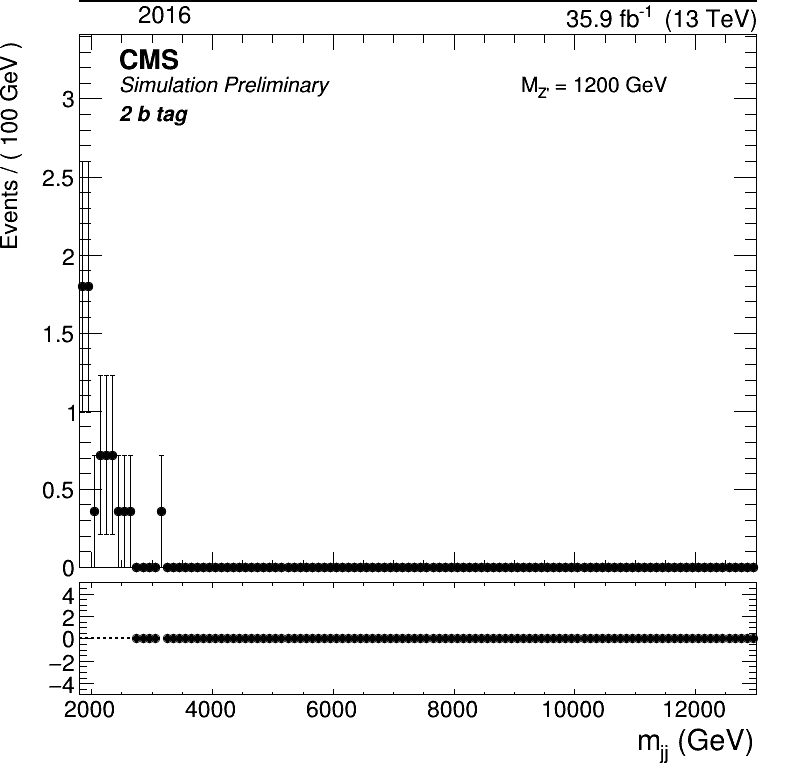 2016
35.9 fb-1 (13 TeV)
CMS
Simulation Preliminary
MZ' = 1200 GeV
2 b tag
Events / ( 100 GeV )
3
2.5
2
1.5
1
0.5
0
4
2
0
−2
−4
2000 4000 6000 8000 10000 12000
mjj (GeV)